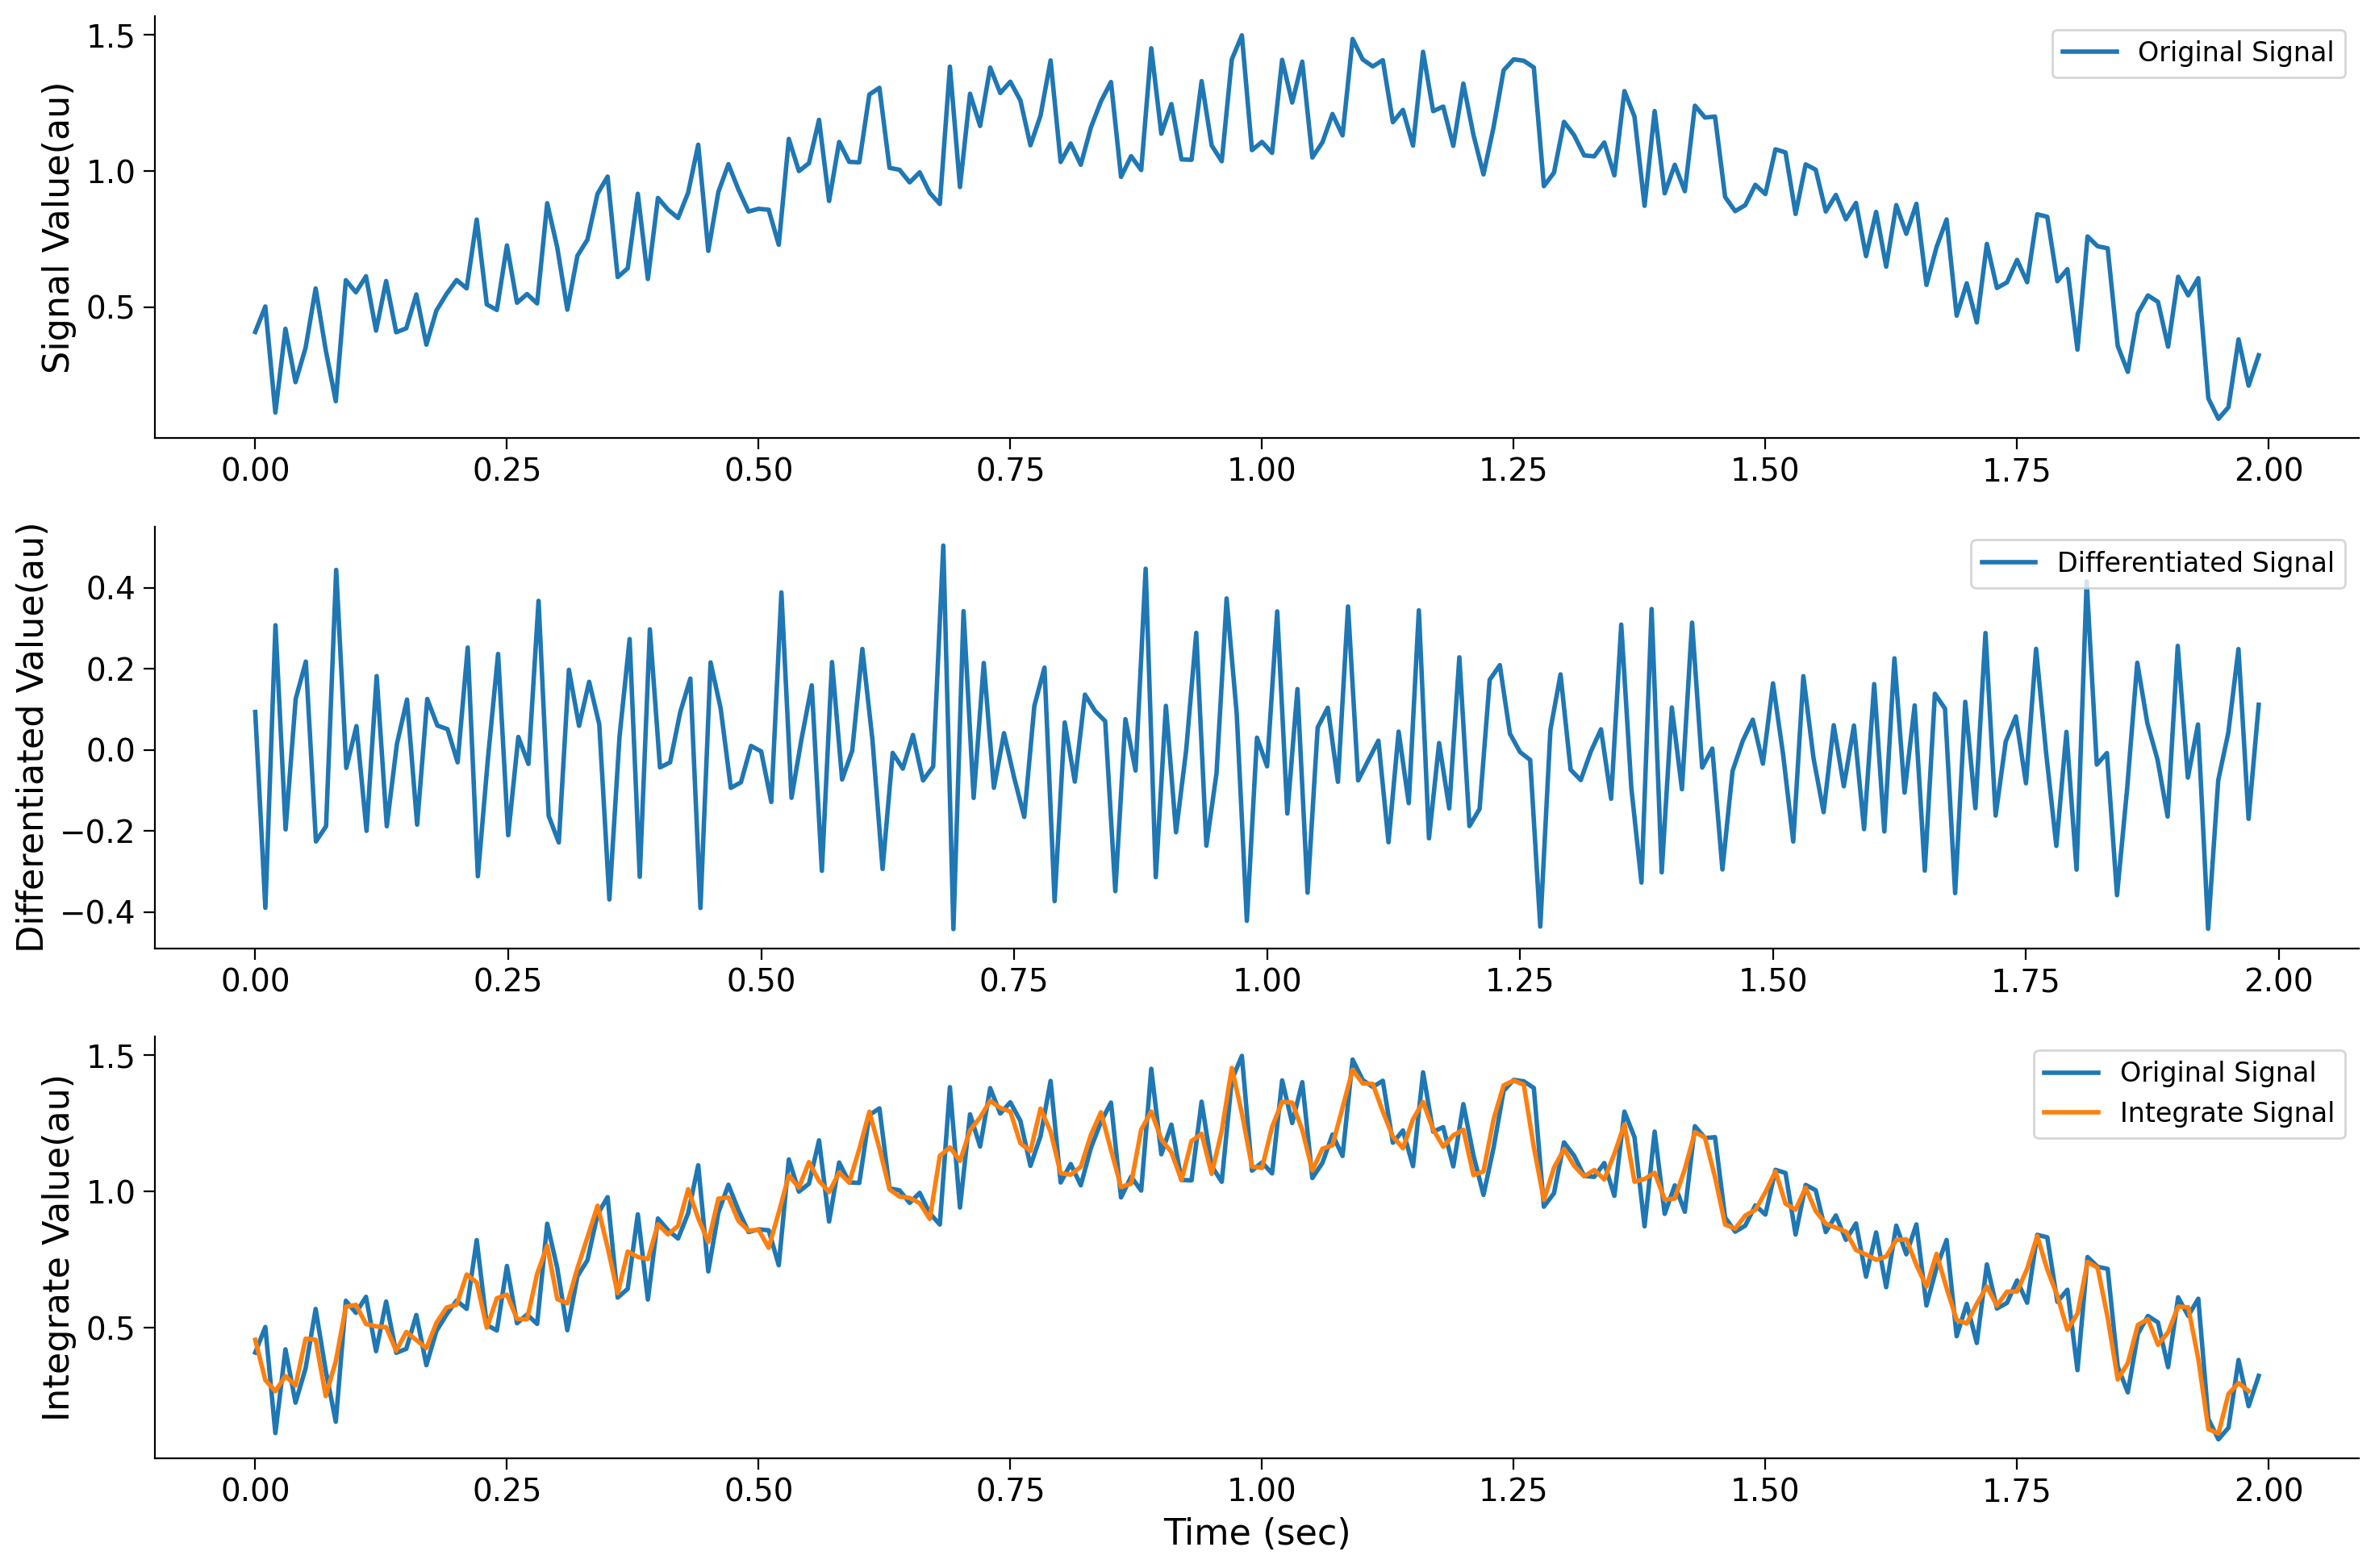 Signal Value(au)
1.5
1.0
0.5
Original Signal
0.00 0.25 0.50 0.75 1.00 1.25 1.50 1.75 2.00
Differentiated Value(au)
0.4
0.2
0.0
−0.2
−0.4
Differentiated Signal
0.00 0.25 0.50 0.75 1.00 1.25 1.50 1.75 2.00
Integrate Value(au)
1.5
1.0
0.5
Original Signal
Integrate Signal
0.00 0.25 0.50 0.75 1.00 1.25 1.50 1.75 2.00
Time (sec)